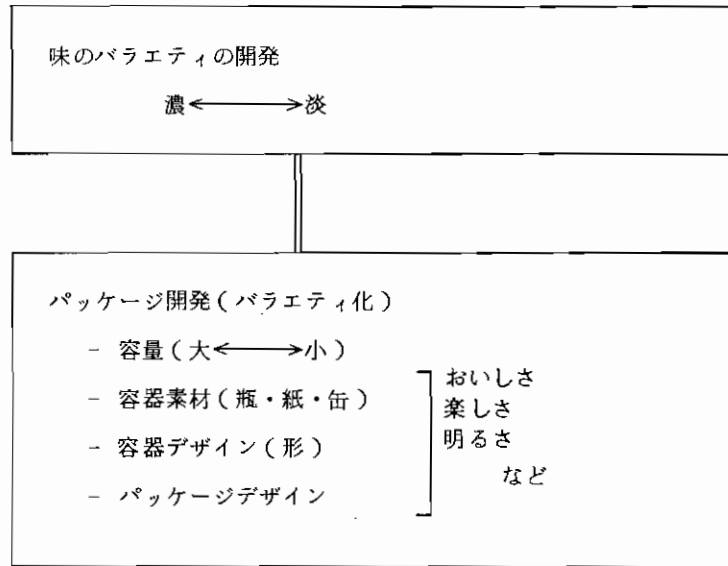 味のバラエティの開発
濃⟷淡
パッケージ開発(バラエティ化)
- 容量(大⟷小)
- 容器素材(瓶・紙・缶)
- 容器デザイン(形)
- パッケージデザイン
おいしさ
楽しさ
明るさ
など